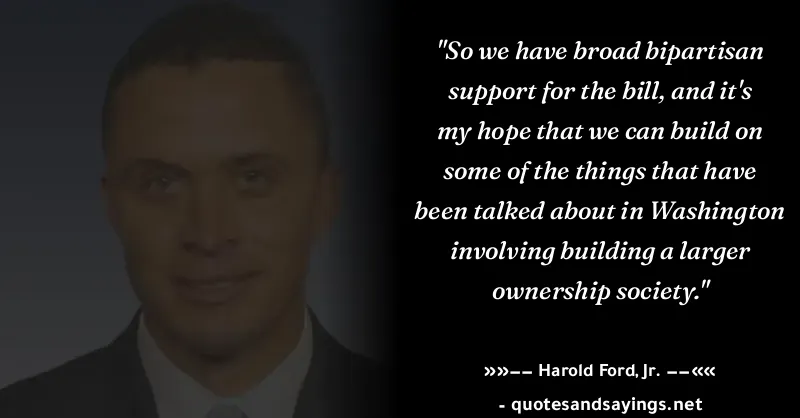 "So we have broad bipartisan
support for the bill, and it's
my hope that we can build on
some of the things that have
been talked about in Washington
involving building a larger
ownership society."
»»−− Harold Ford, Jr. −−««
- quotesandsayings.net